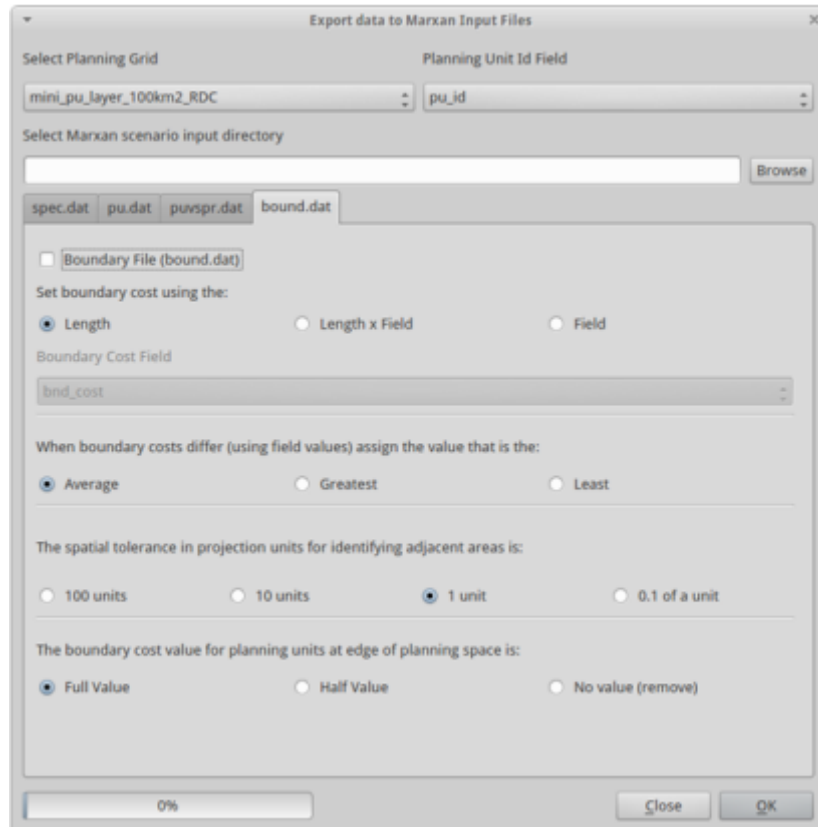 Export data to Marxan Input Files
Select Planning Grid Planning Unit Id Field
mini_pu_layer_100km2_RDC pu_id
Select Marxan scenario input directory
Browse
spec.dat pu.dat puvspr.dat bound.dat
Boundary File (bound.dat)
Set boundary cost using the:
Length Length x Field Field
Boundary Cost Field
bnd_cost
When boundary costs differ (using field values) assign the value that is the:
Average Greatest Least
The spatial tolerance in projection units for identifying adjacent areas is:
100 units 10 units 1 unit 0.1 of a unit
The boundary cost value for planning units at edge of planning space is:
Full Value Half Value No value (remove)
0% Close OK